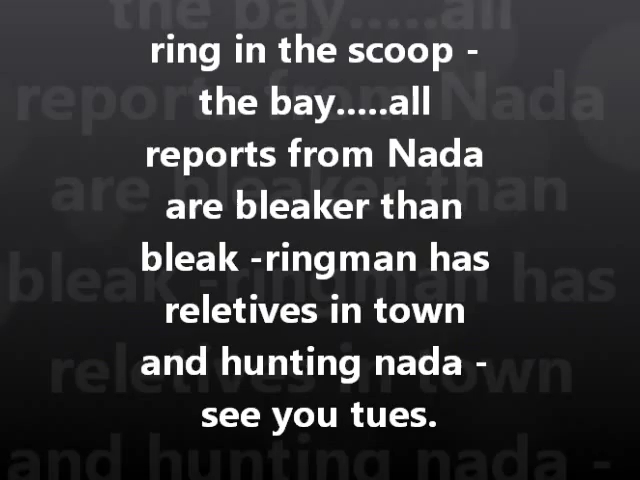 ring in the scoop -
the bay.....all
reports from Nada
are bleaker than
bleak -ringman has
reletives in town
and hunting nada -
see you tues.